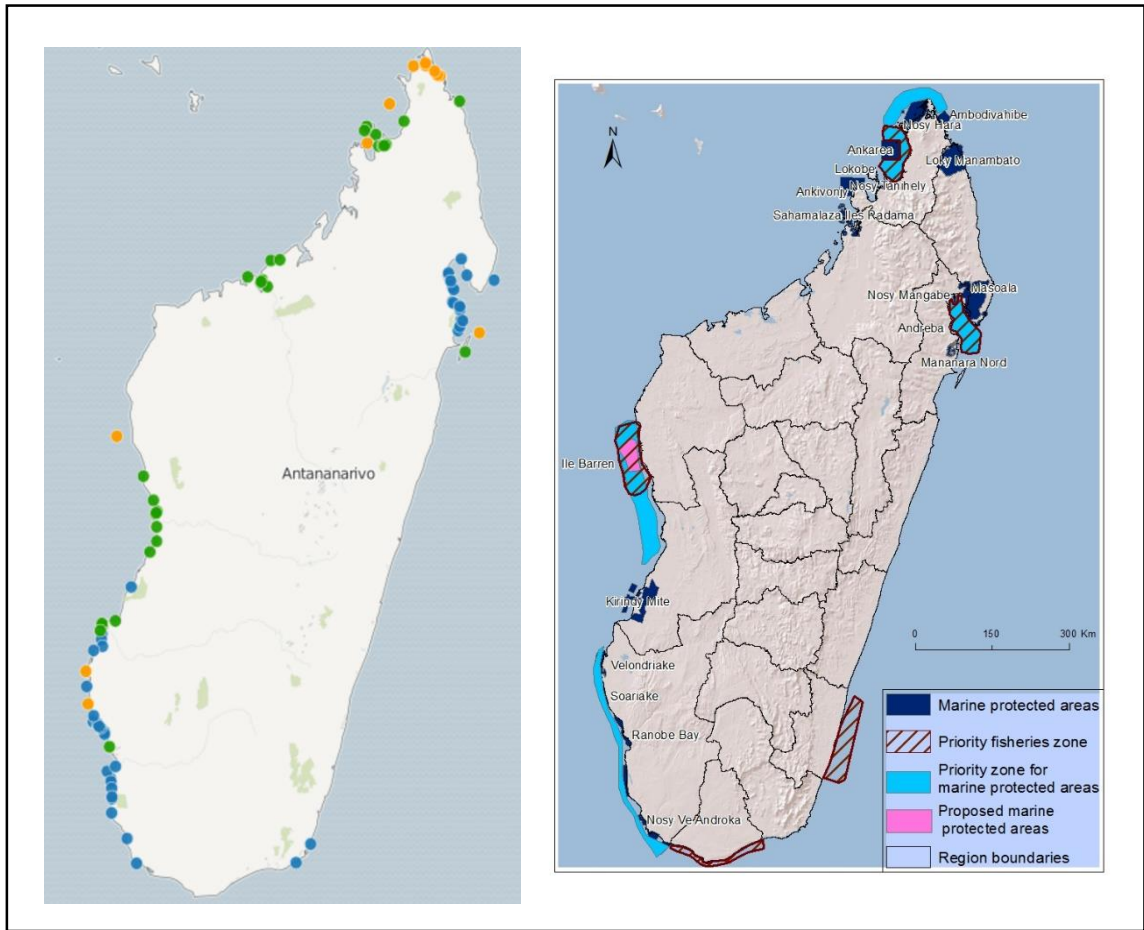 Antananarivo
N
Ambodivahibe
Nosy Hara
Ankarea
Loky Manambato
Lokobe
Nosy Tanihely
Ankivonjy
Sahamalaza Iles Radama
Masoala
Nosy Mangabe
Andreba
Mananara Nord
Ile Barren
Kirindy Mite
0 150 300 Km
Velondriake
Soariake
Ranobe Bay
Nosy Ve Androka
Marine protected areas
Priority fisheries zone
Priority zone for
marine protected areas
Proposed marine
protected areas
Region boundaries